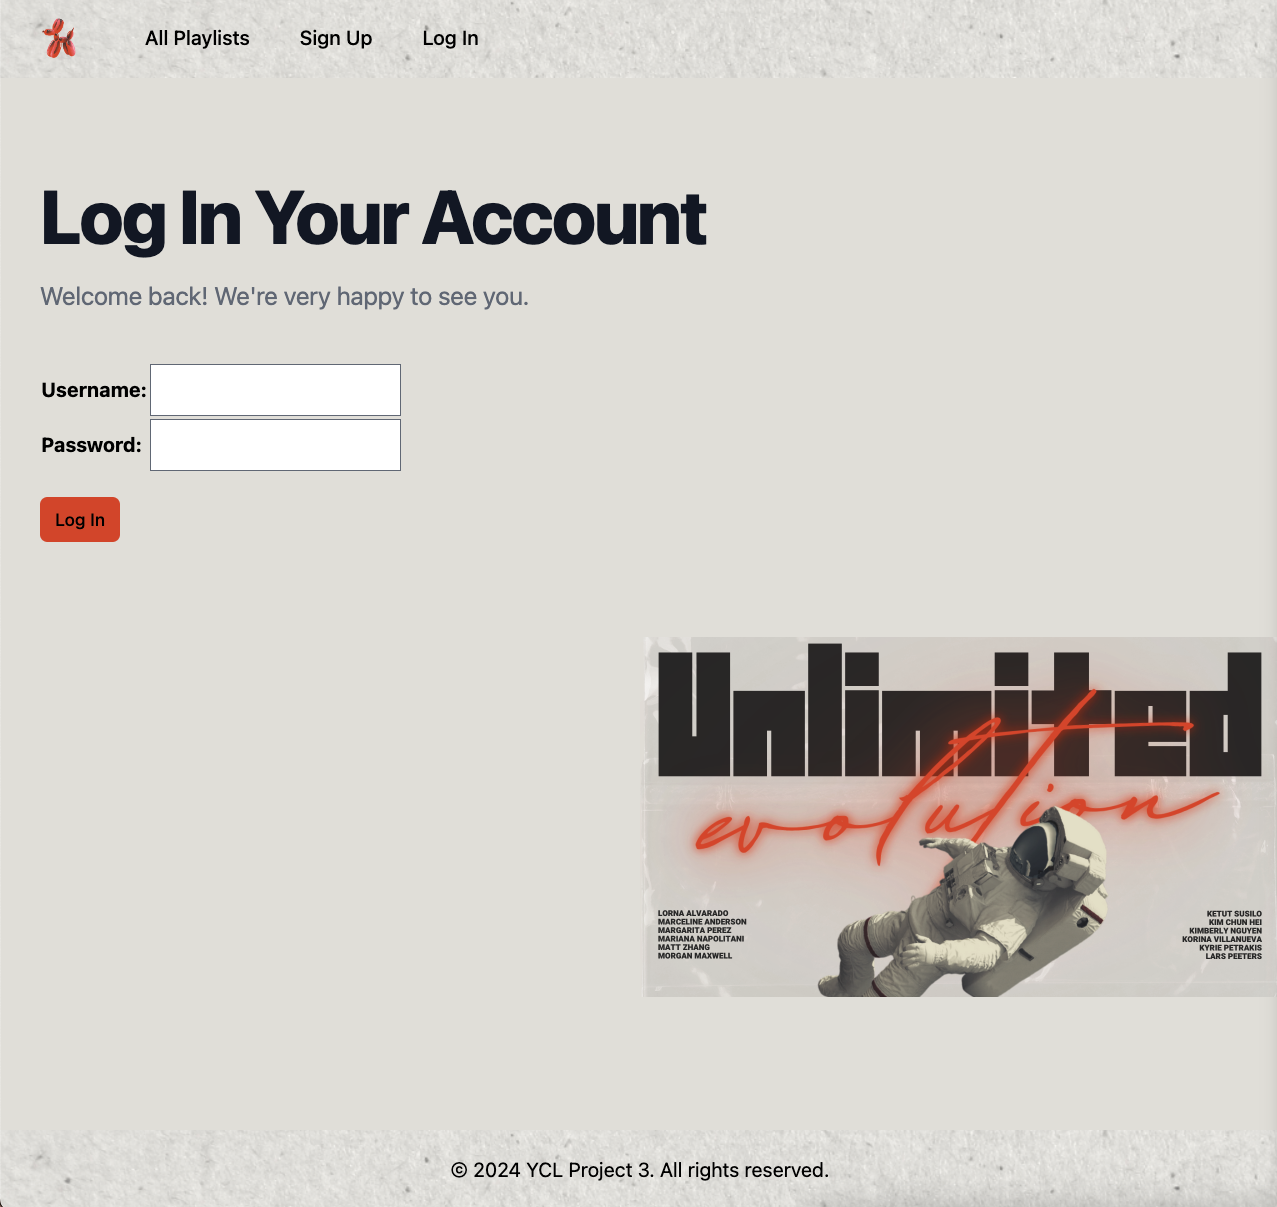 All Playlists Sign Up Log In
Log In Your Account
Welcome back! We're very happy to see you.
Username:
Password:
Log In
Unlimited
evolution
LORNA ALVARADO
MARCELINE ANDERSON
MARGARITA PEREZ
MARIANA NAPOLITANI
MATT ZHANG
MORGAN MAXWELL
KETUT SUSILO
KIM CHUN HEI
KIMBERLY NGUYEN
KORINA VILLANUEVA
KYRIE PETRAKIS
LARS PEETERS
© 2024 YCL Project 3. All rights reserved.